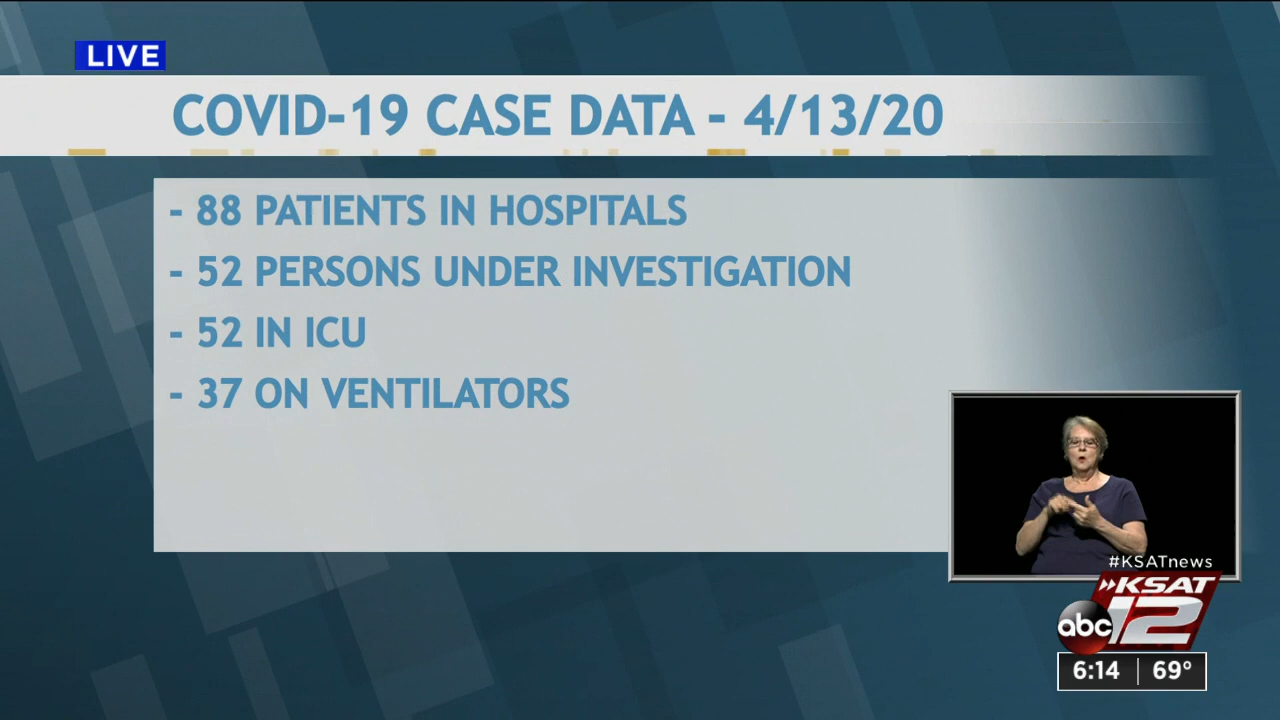 LIVE
COVID-19 CASE DATA - 4/13/20
- 88 PATIENTS IN HOSPITALS
- 52 PERSONS UNDER INVESTIGATION
- 52 IN ICU
- 37 ON VENTILATORS
#KSATnews
KSAT
abc 12
6:14 69°